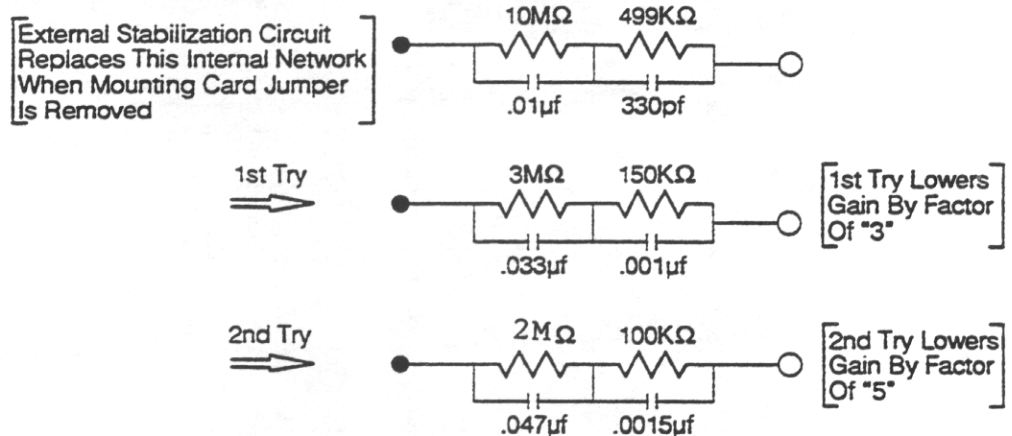 External Stabilization Circuit
Replaces This Internal Network
When Mounting Card Jumper
Is Removed
10MΩ 499KΩ
.01µf 330pf
1st Try
3MΩ 150KΩ
.033µf .001µf
1st Try Lowers
Gain By Factor
Of "3"
2nd Try
2MΩ 100KΩ
.047µf .0015µf
2nd Try Lowers
Gain By Factor
Of "5"